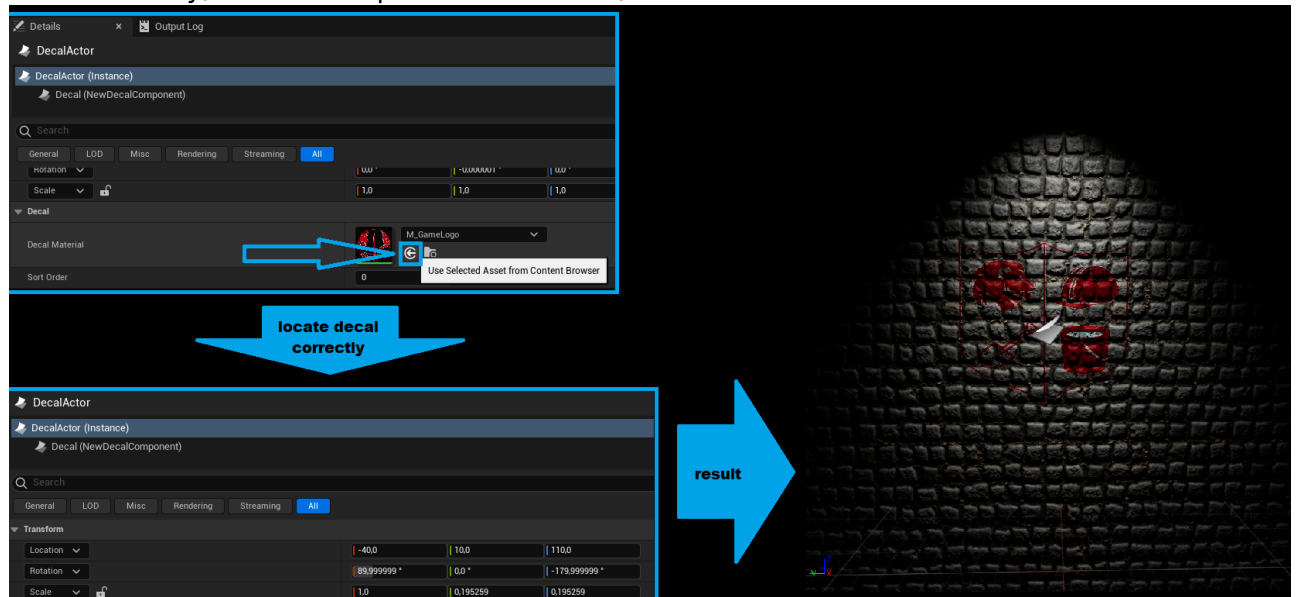 Details
Output Log
DecalActor
DecalActor (Instance)
Decal (NewDecalComponent)
Search
General LOD Misc Rendering Streaming All
Rotation 0,0 ° -0,000001 ° 0,0 °
Scale 1,0 1,0 1,0
Decal
Decal Material M_GameLogo
Use Selected Asset from Content Browser
Sort Order 0
locate decal
correctly
DecalActor
DecalActor (Instance)
Decal (NewDecalComponent)
Search
General LOD Misc Rendering Streaming All
Transform
Location -40,0 10,0 110,0
Rotation 89,999999 ° 0,0 ° -179,999999 °
Scale 1,0 0,195259 0,195259
result